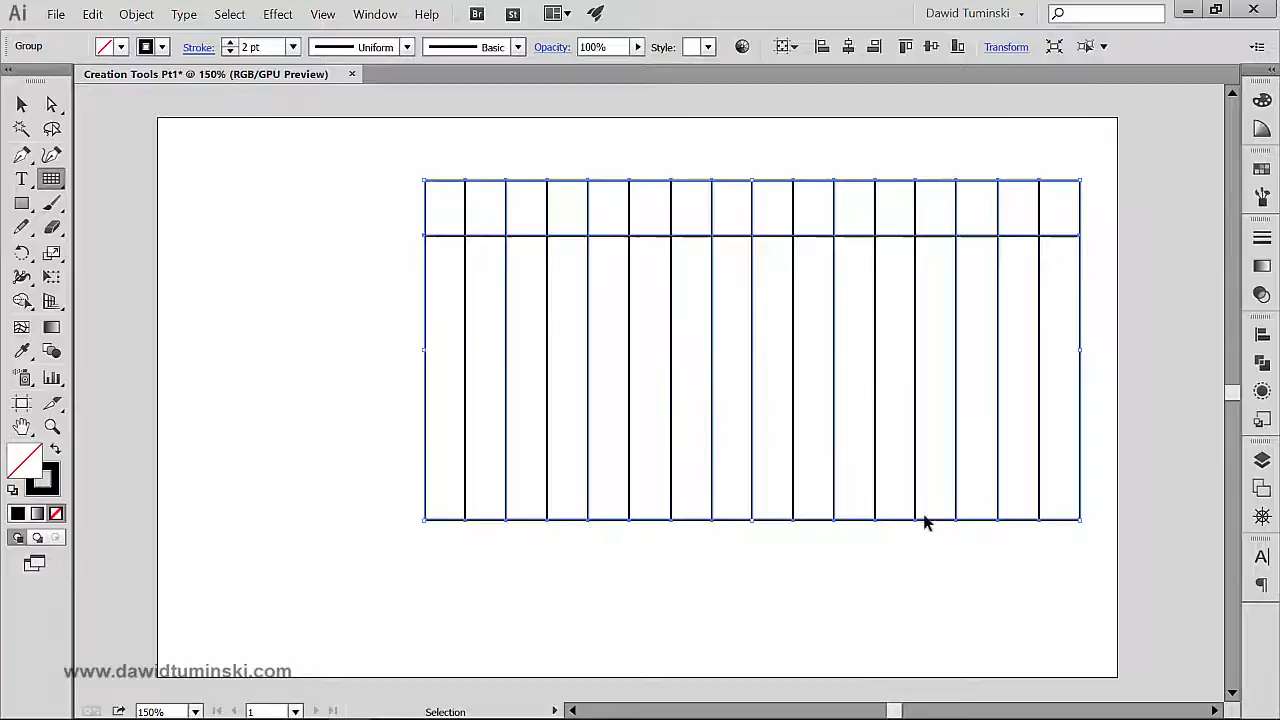 Ai File Edit Object Type Select Effect View Window Help Br St Dawid Tuminski
Group Stroke: 2 pt Uniform Basic Opacity: 100% Style: Transform
Creation Tools Pt1* @ 150% (RGB/GPU Preview)
T
A
www.dawidtuminski.com
150% 1 Selection